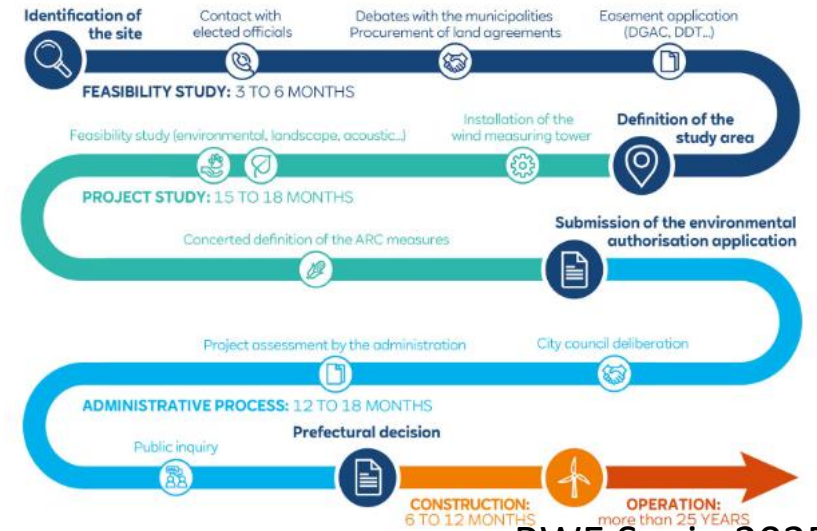 Identification of
the site
Contact with
elected officials
Debates with the municipalities
Procurement of land agreements
Easement application
(DGAC, DDT...)
FEASIBILITY STUDY: 3 TO 6 MONTHS
Definition of the
study area
Installation of the
wind measuring tower
Feasibility study (environmental, landscape, acoustic...)
PROJECT STUDY: 15 TO 18 MONTHS
Concerted definition of the ARC measures
Submission of the environmental
authorisation application
City council deliberation
Project assessment by the administration
ADMINISTRATIVE PROCESS: 12 TO 18 MONTHS
Public inquiry
Prefectural decision
CONSTRUCTION:
6 TO 12 MONTHS
OPERATION:
more than 25 YEARS